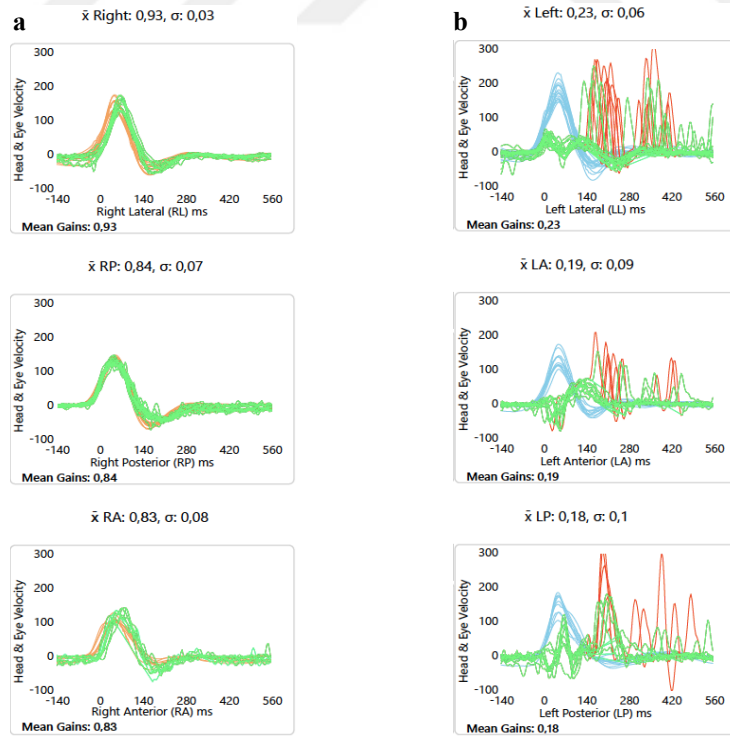 a
x̄ Right: 0,93, σ: 0,03
Head & Eye Velocity
300
200
100
0
-100
-140 0 140 280 420 560
Right Lateral (RL) ms
Mean Gains: 0,93
x̄ RP: 0,84, σ: 0,07
Head & Eye Velocity
300
200
100
0
-100
-140 0 140 280 420 560
Right Posterior (RP) ms
Mean Gains: 0,84
x̄ RA: 0,83, σ: 0,08
Head & Eye Velocity
300
200
100
0
-100
-140 0 140 280 420 560
Right Anterior (RA) ms
Mean Gains: 0,83
b
x̄ Left: 0,23, σ: 0,06
Head & Eye Velocity
300
200
100
0
-100
-140 0 140 280 420 560
Left Lateral (LL) ms
Mean Gains: 0,23
x̄ LA: 0,19, σ: 0,09
Head & Eye Velocity
300
200
100
0
-100
-140 0 140 280 420 560
Left Anterior (LA) ms
Mean Gains: 0,19
x̄ LP: 0,18, σ: 0,1
Head & Eye Velocity
300
200
100
0
-100
-140 0 140 280 420 560
Left Posterior (LP) ms
Mean Gains: 0,18